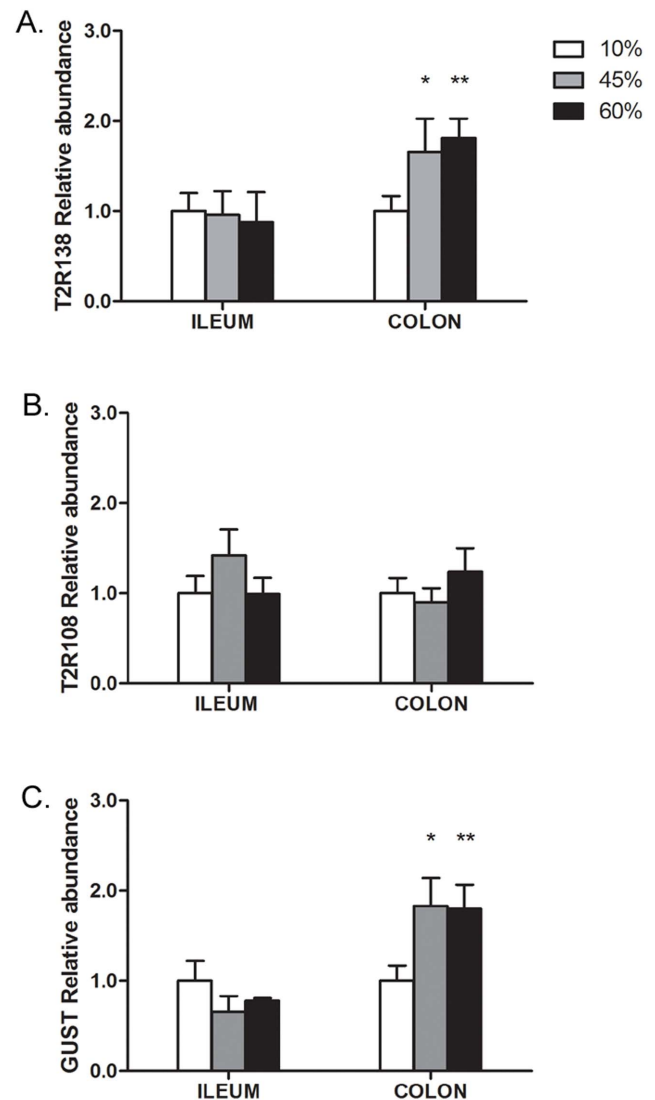 A.
T2R138 Relative abundance
3.0
2.0
1.0
0.0
* **
ILEUM COLON
10%
45%
60%
B.
T2R108 Relative abundance
3.0
2.0
1.0
0.0
ILEUM COLON
C.
GUST Relative abundance
3.0
2.0
1.0
0.0
* **
ILEUM COLON